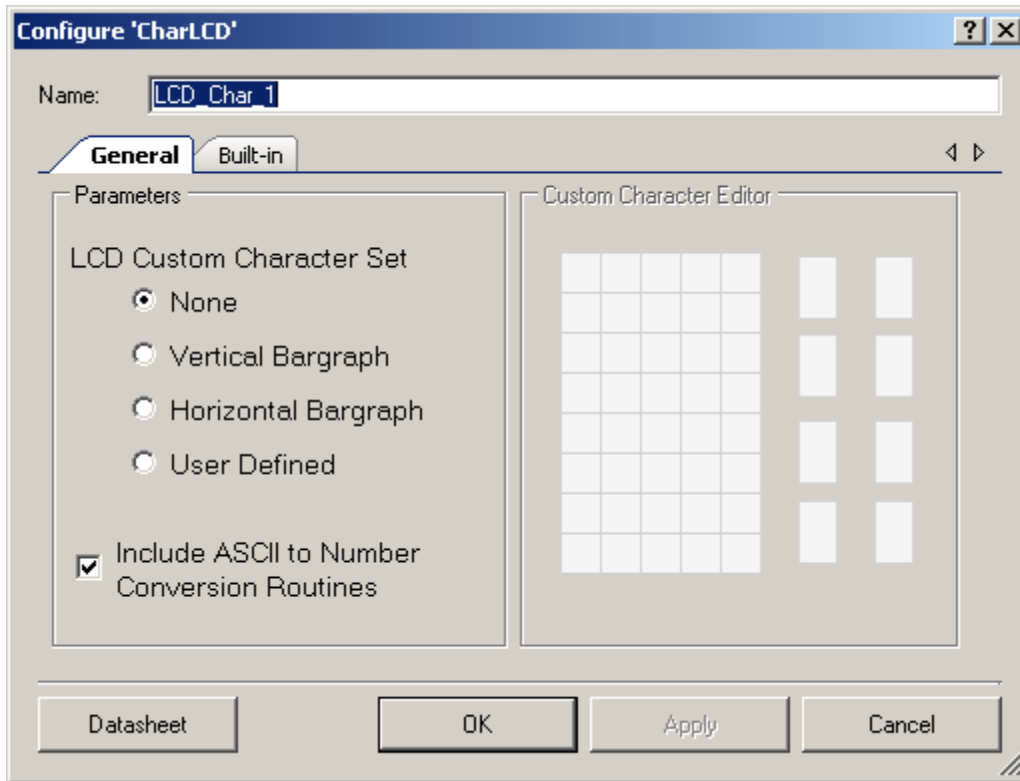 Configure 'CharLCD'
?
Name:
LCD_Char_1
General
Built-in
Parameters
LCD Custom Character Set
None
Vertical Bargraph
Horizontal Bargraph
User Defined
Include ASCII to Number
Conversion Routines
Custom Character Editor
Datasheet
OK
Apply
Cancel